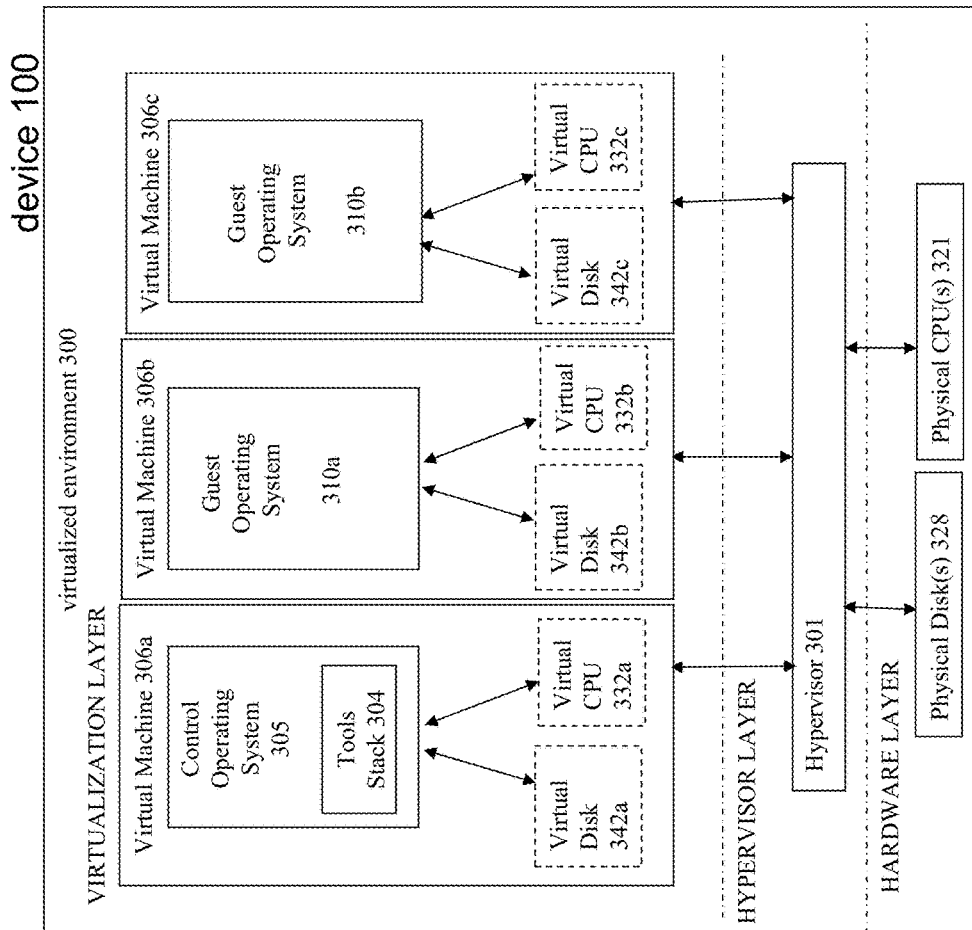 device 100
virtualized environment 300
VIRTUALIZATION LAYER
Virtual Machine 306a
Control
Operating
System
305
Tools
Stack 304
Virtual
Disk
342a
Virtual
CPU
332a
Virtual Machine 306b
Guest
Operating
System
310a
Virtual
Disk
342b
Virtual
CPU
332b
Virtual Machine 306c
Guest
Operating
System
310b
Virtual
Disk
342c
Virtual
CPU
332c
HYPERVISOR LAYER
Hypervisor 301
HARDWARE LAYER
Physical Disk(s) 328
Physical CPU(s) 321